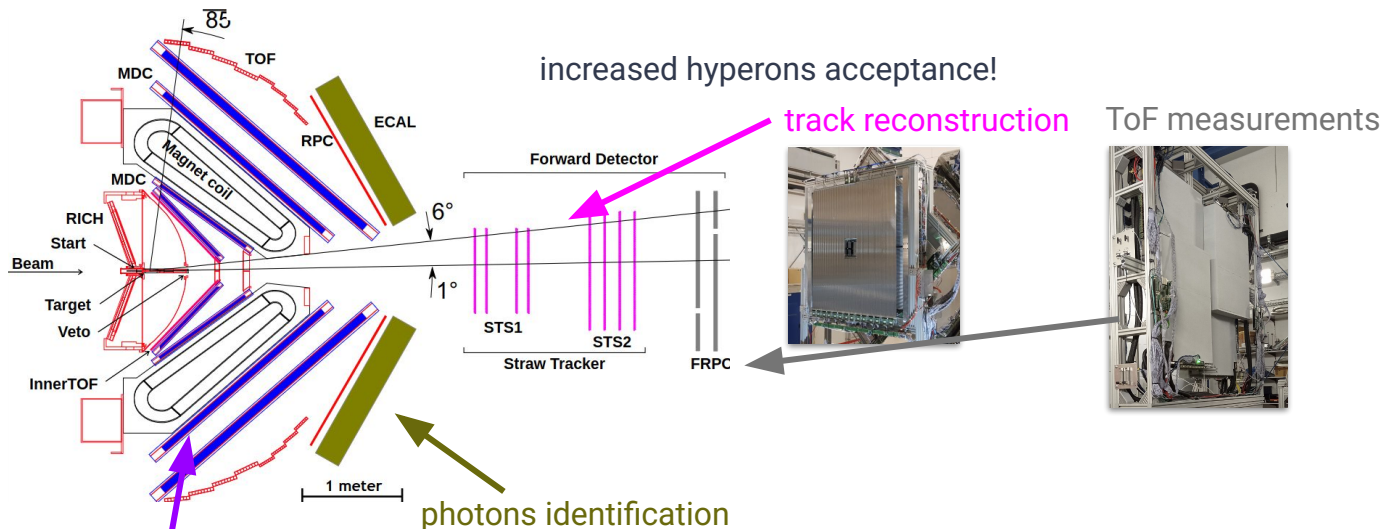 85
TOF
MDC
increased hyperons acceptance!
track reconstruction
ToF measurements
ECAL
RPC
Magnet coil
Forward Detector
MDC
6°
RICH
Start
Beam
1°
Target
Veto
STS1
STS2
Straw Tracker
FRPC
InnerTOF
1 meter
photons identification